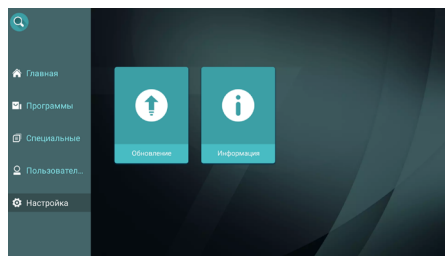 Главная
Программы
Специальные
Пользовател...
Настройка
Обновление
Информация